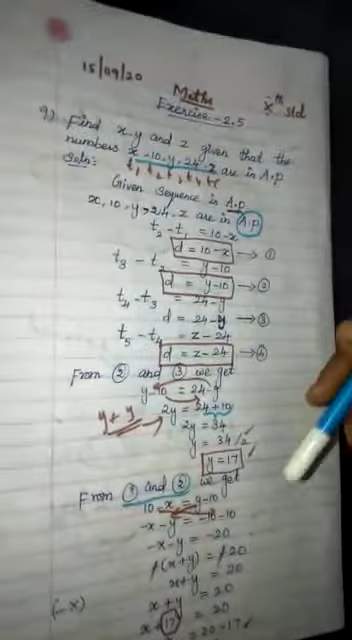 15/09/20
Maths
Xth std
Exercise-2.5
9) Find x, y and z given that the
numbers x, 10, y, 24, z are in A.P
Soln: t1 t2 t3 t4 t5
Given sequence is A.P
x, 10, y, 24, z are in A.P
t2-t1 = 10-x
d = 10-x → ①
t3-t2 = y-10
d = y-10 → ②
t4-t3 = 24-y
d = 24-y → ③
t5-t4 = z-24
d = z-24 → ④
From ② and ③ we get
y-10 = 24-y
y+y 2y = 24+10
2y = 34
y = 34/2
y = 17
From ① and ② we get
10-x = y-10
-x-y = -10-10
-x-y = -20
-(x+y) = -20
x+y = 20
x+y = 20
(-x) x+17 = 20
x = 20-17